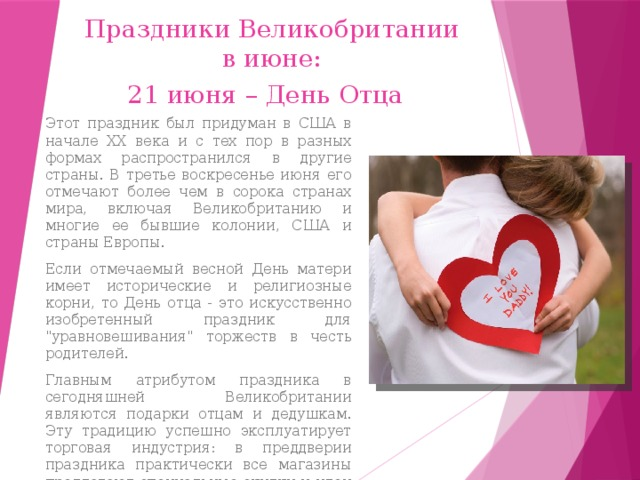 Праздники Великобритании
в июне:
21 июня – День Отца
Этот праздник был придуман в США в
начале XX века и с тех пор в разных
формах распространился в другие
страны. В третье воскресенье июня его
отмечают более чем в сорока странах
мира, включая Великобританию и
многие ее бывшие колонии, США и
страны Европы.
Если отмечаемый весной День матери
имеет исторические и религиозные
корни, то День отца - это искусственно
изобретенный праздник для
"уравновешивания" торжеств в честь
родителей.
Главным атрибутом праздника в
сегодняшней Великобритании
являются подарки отцам и дедушкам.
Эту традицию успешно эксплуатирует
торговая индустрия: в преддверии
праздника практически все магазины
I LOVE
YOU
DADDY!